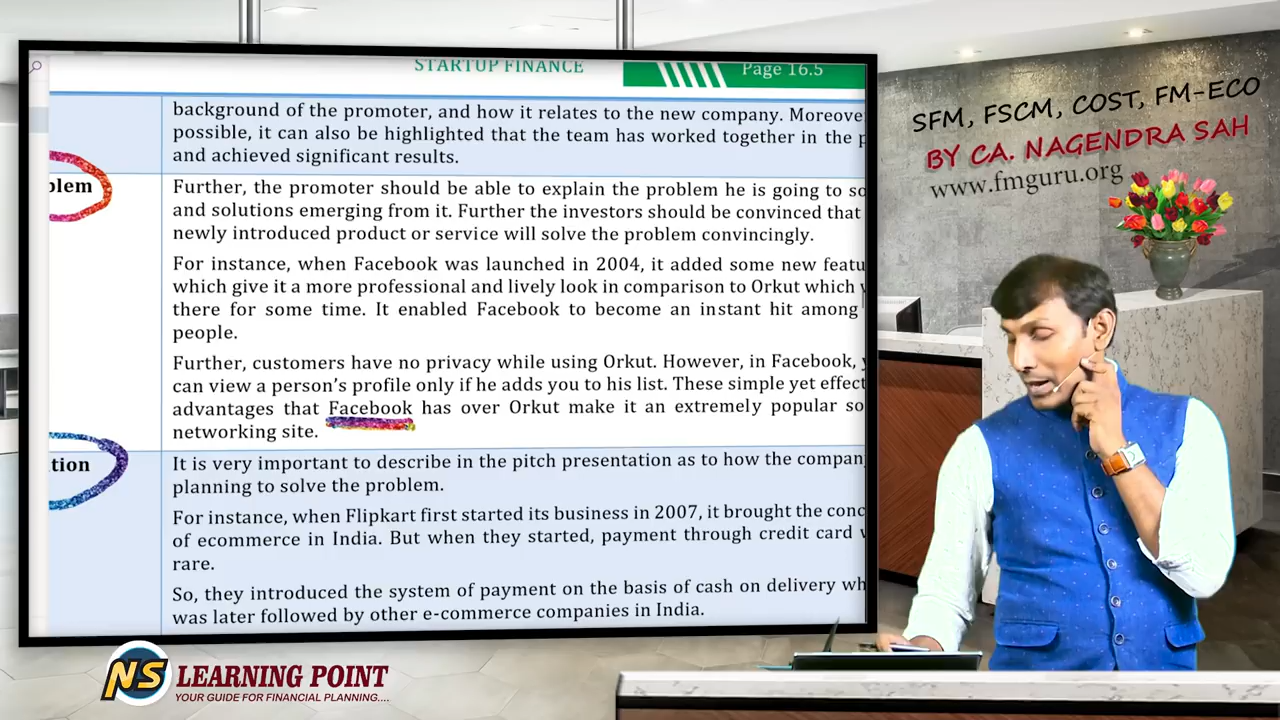 STARTUP FINANCE
Page 16.5
background of the promoter, and how it relates to the new company. Moreove
possible, it can also be highlighted that the team has worked together in the p
and achieved significant results.
blem
Further, the promoter should be able to explain the problem he is going to so
and solutions emerging from it. Further the investors should be convinced that
newly introduced product or service will solve the problem convincingly.
For instance, when Facebook was launched in 2004, it added some new featu
which give it a more professional and lively look in comparison to Orkut which w
there for some time. It enabled Facebook to become an instant hit among
people.
Further, customers have no privacy while using Orkut. However, in Facebook, y
can view a person's profile only if he adds you to his list. These simple yet effect
advantages that Facebook has over Orkut make it an extremely popular so
networking site.
tion
It is very important to describe in the pitch presentation as to how the compan
planning to solve the problem.
For instance, when Flipkart first started its business in 2007, it brought the conc
of ecommerce in India. But when they started, payment through credit card w
rare.
So, they introduced the system of payment on the basis of cash on delivery wh
was later followed by other e-commerce companies in India.
SFM, FSCM, COST, FM-ECO
BY CA. NAGENDRA SAH
www.fmguru.org
NS LEARNING POINT
YOUR GUIDE FOR FINANCIAL PLANNING....